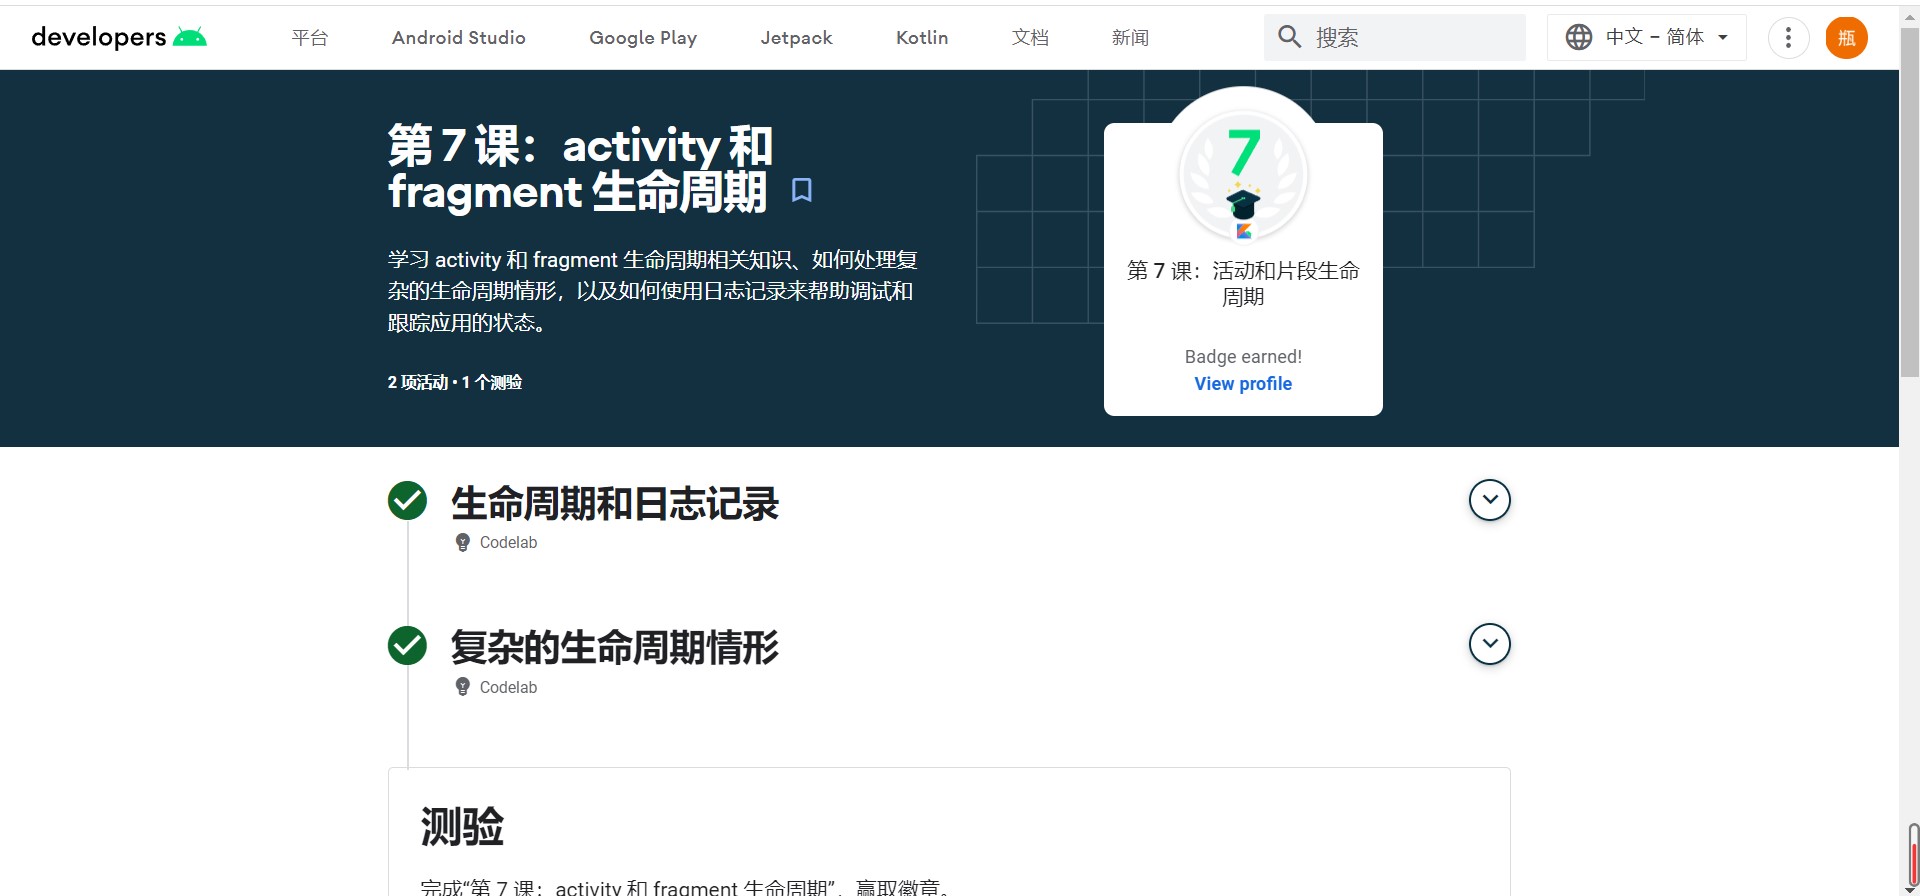 developers
平台
Android Studio
Google Play
Jetpack
Kotlin
文档
新闻
搜索
中文 – 简体
瓶
第 7 课：activity 和
fragment 生命周期
学习 activity 和 fragment 生命周期相关知识、如何处理复
杂的生命周期情形，以及如何使用日志记录来帮助调试和
跟踪应用的状态。
2 项活动 • 1 个测验
7
第 7 课：活动和片段生命
周期
Badge earned!
View profile
生命周期和日志记录
Codelab
复杂的生命周期情形
Codelab
测验
完成“第 7 课：activity 和 fragment 生命周期”，赢取徽章。